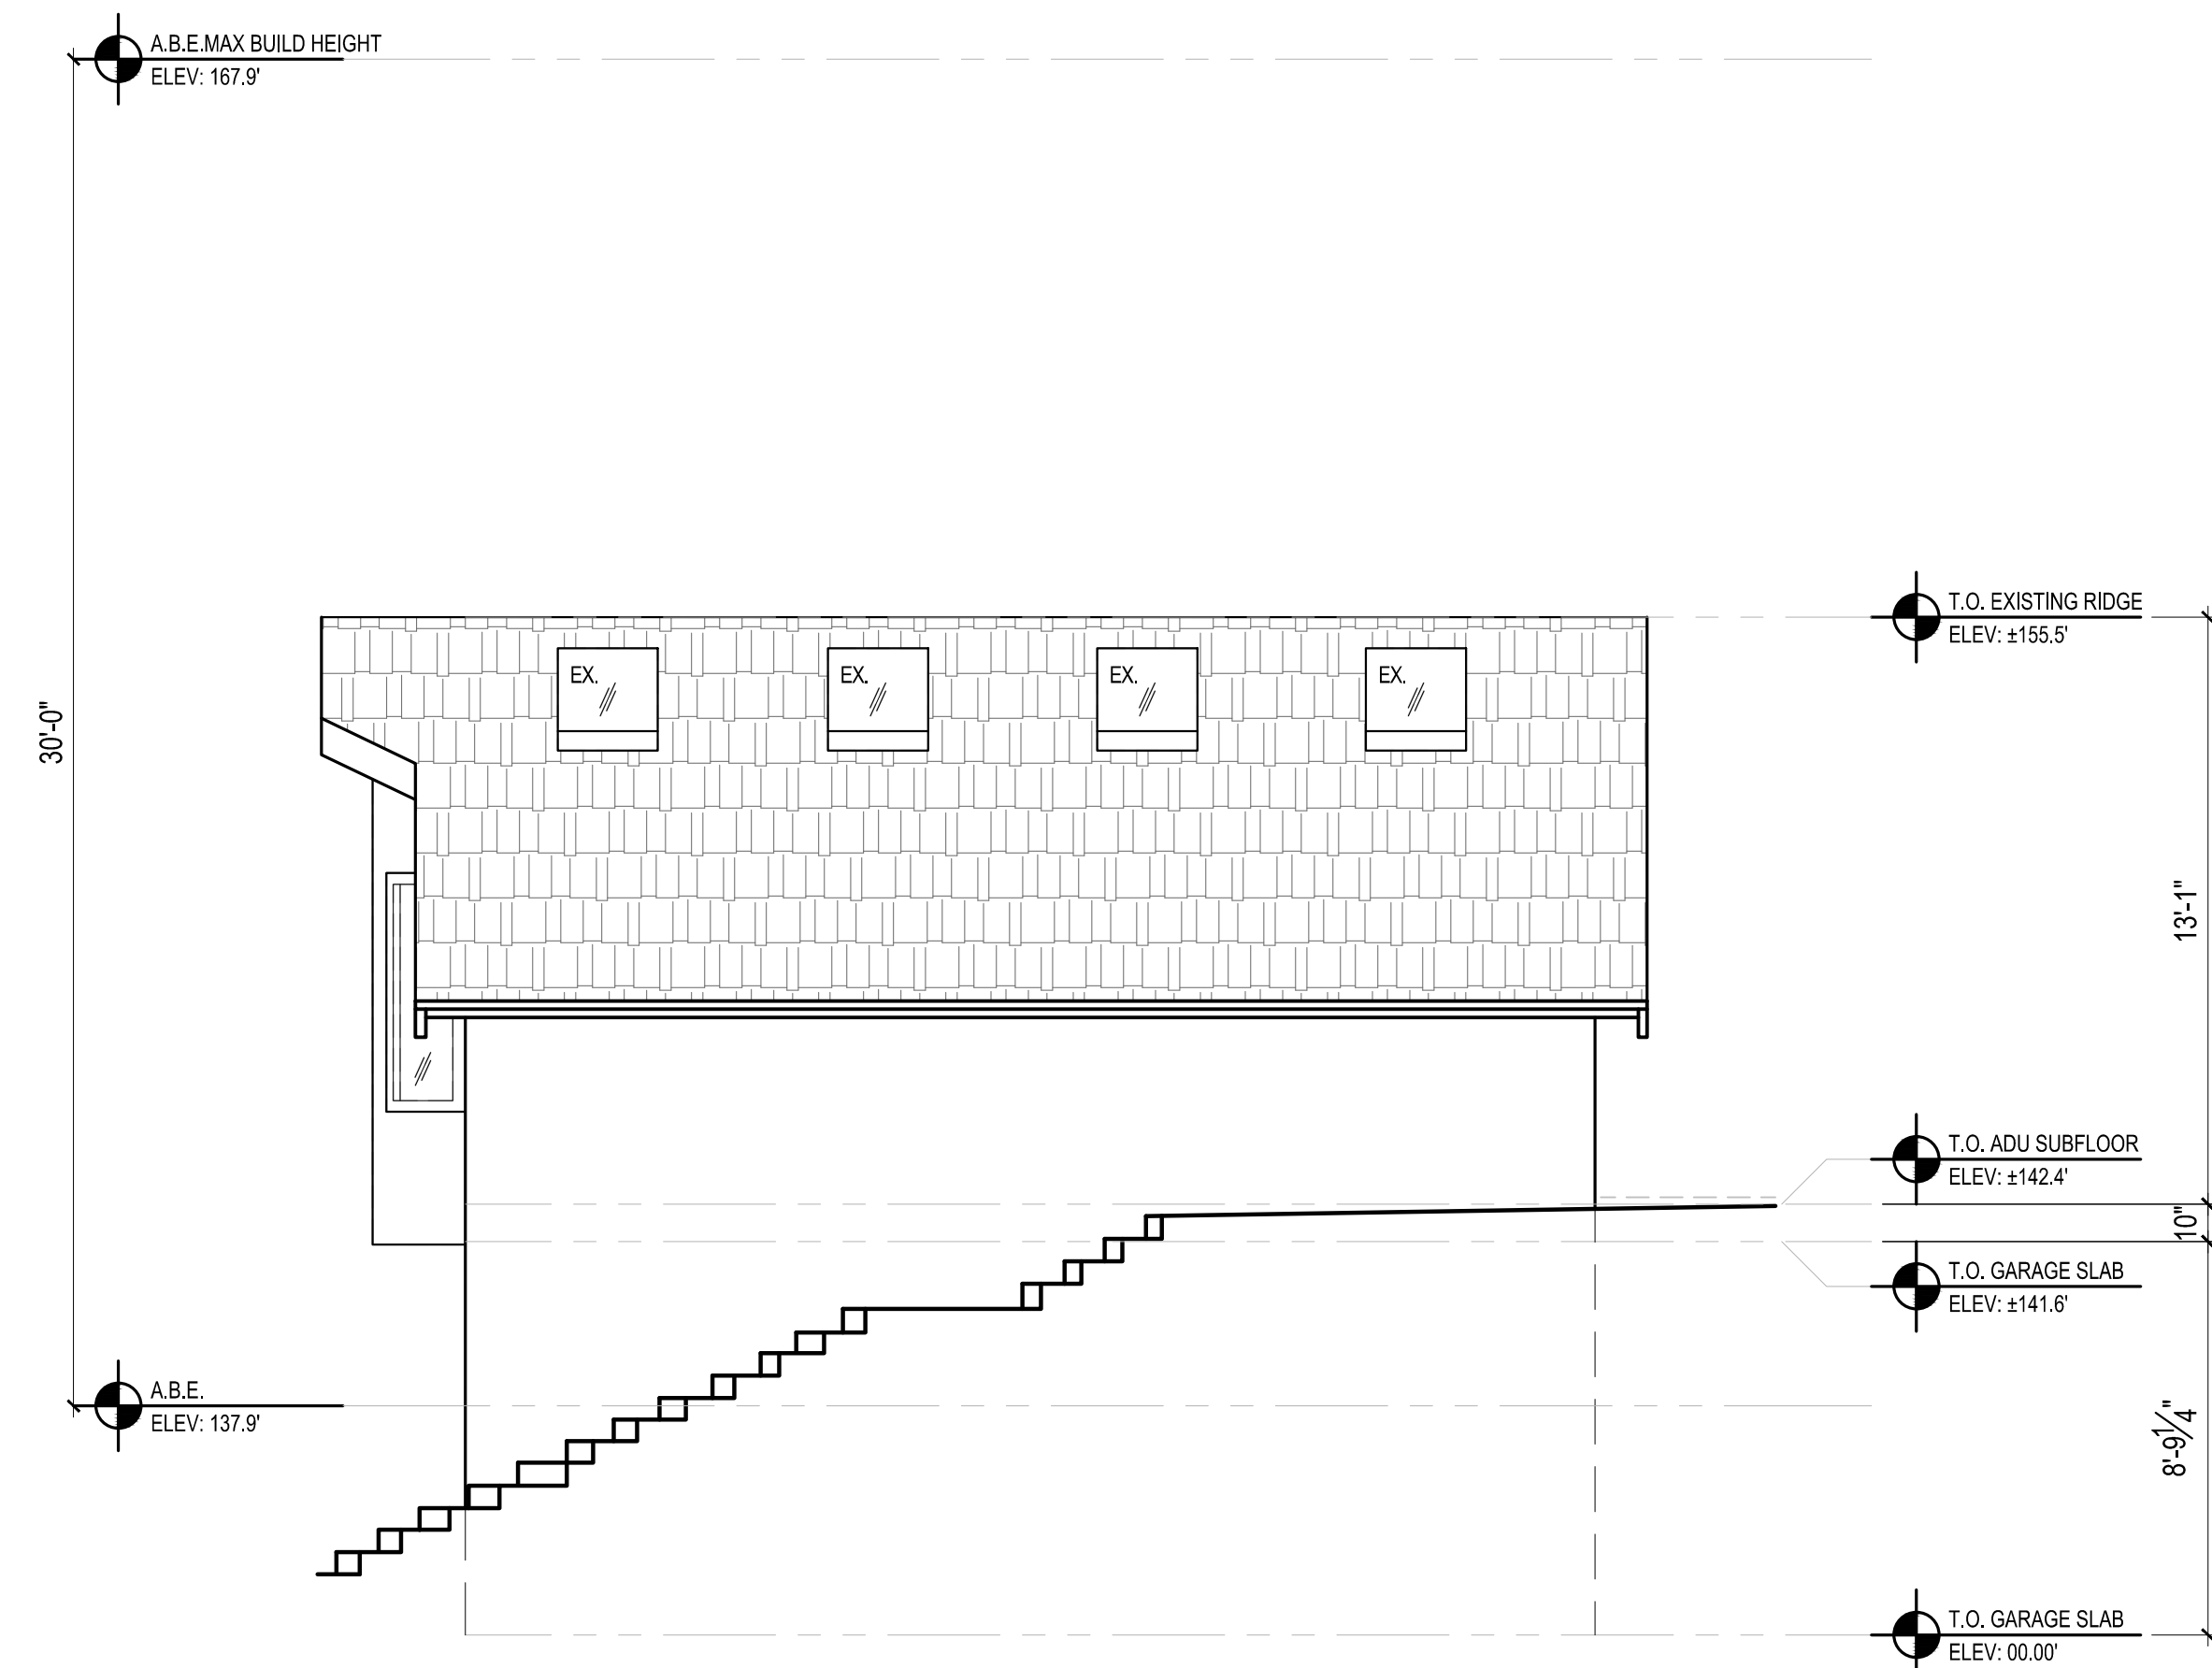 A.B.E.MAX BUILD HEIGHT
ELEV: 167.9'
T.O. EXISTING RIDGE
ELEV: ±155.5'
EX.
EX.
EX.
EX.
30'-0"
13'-1"
T.O. ADU SUBFLOOR
ELEV: ±142.4'
10"
T.O. GARAGE SLAB
ELEV: ±141.6'
A.B.E.
ELEV: 137.9'
8'-9 1/4"
T.O. GARAGE SLAB
ELEV: 00.00'